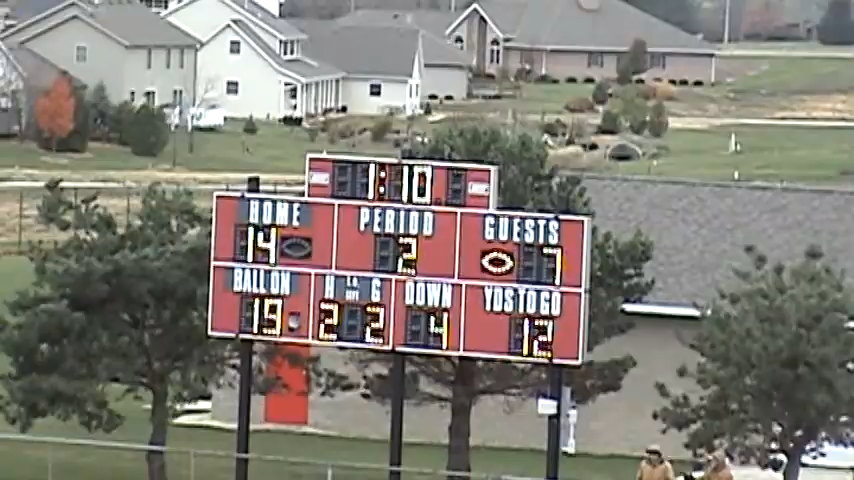 1:10
HOME PERIOD GUESTS
14 2 7
BALL ON H T.O. G DOWN YDS TO GO
19 2 2 4 12